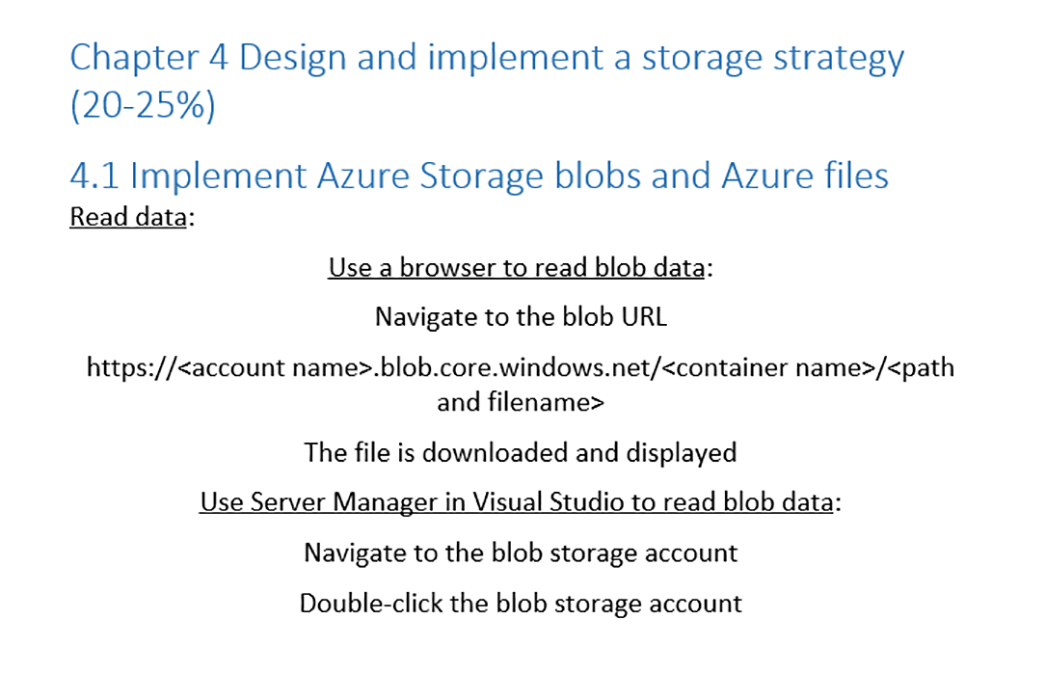 Chapter 4 Design and implement a storage strategy
(20-25%)
4.1 Implement Azure Storage blobs and Azure files
Read data:
Use a browser to read blob data:
Navigate to the blob URL
https://<account name>.blob.core.windows.net/<container name>/<path
and filename>
The file is downloaded and displayed
Use Server Manager in Visual Studio to read blob data:
Navigate to the blob storage account
Double-click the blob storage account